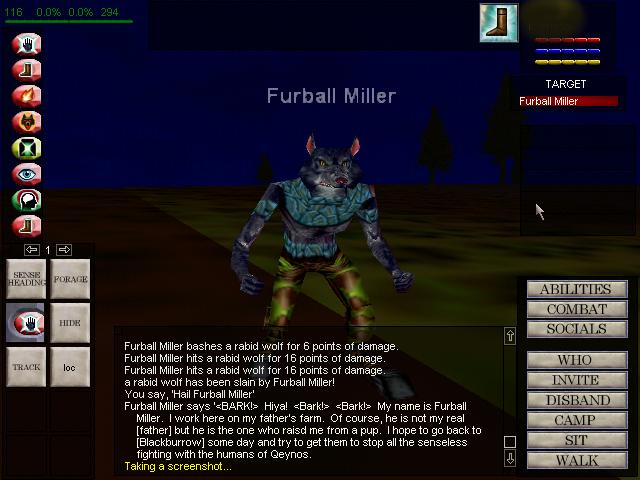 116 0.0% 0.0% 294
Furball Miller
TARGET
Furball Miller
1
SENSE HEADING
FORAGE
HIDE
TRACK
loc
Furball Miller bashes a rabid wolf for 6 points of damage.
Furball Miller hits a rabid wolf for 16 points of damage.
Furball Miller hits a rabid wolf for 16 points of damage.
a rabid wolf has been slain by Furball Miller!
You say, 'Hail Furball Miller'
Furball Miller says '<BARK!> Hiya! <Bark!> <Bark!> My name is Furball
Miller. I work here on my father's farm. Of course, he is not my real
[father] but he is the one who raisd me from a pup. I hope to go back to
[Blackburrow] some day and try to get them to stop all the senseless
fighting with the humans of Qeynos.
Taking a screenshot...
ABILITIES
COMBAT
SOCIALS
WHO
INVITE
DISBAND
CAMP
SIT
WALK